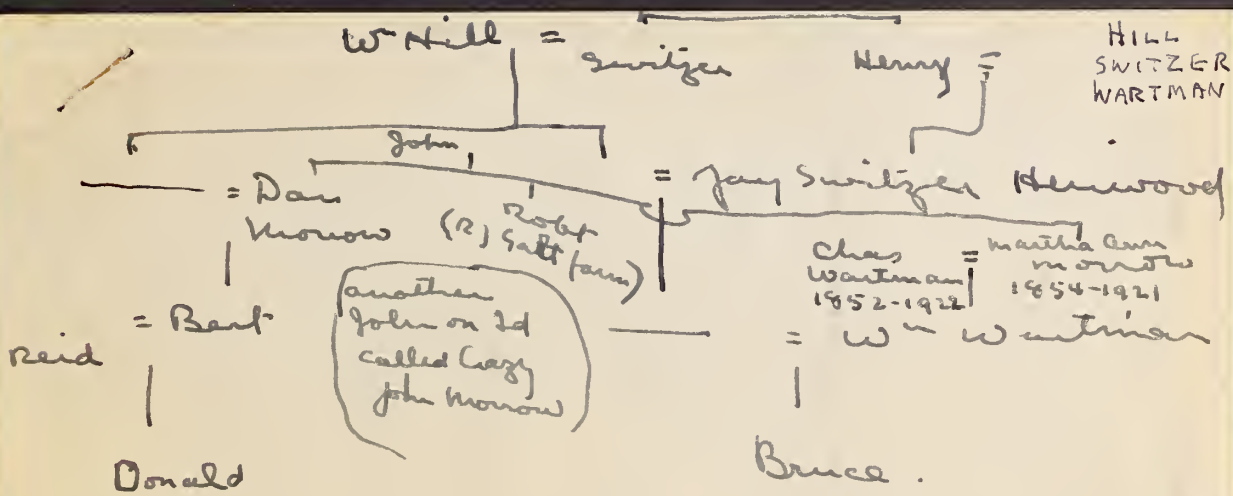 Wm Hill = Switzer Henry =
HILL
SWITZER
WARTMAN
John
= Dan
Morrow
(R) Robt
Galt farm)
= Jay Switzer Henwood
Chas
Wartman
1852-1922
= Martha Ann
Morrow
1854-1921
another
John on
called Crazy
John Morrow
Reid = Bert
= Wm Wartman
Donald
Bruce.